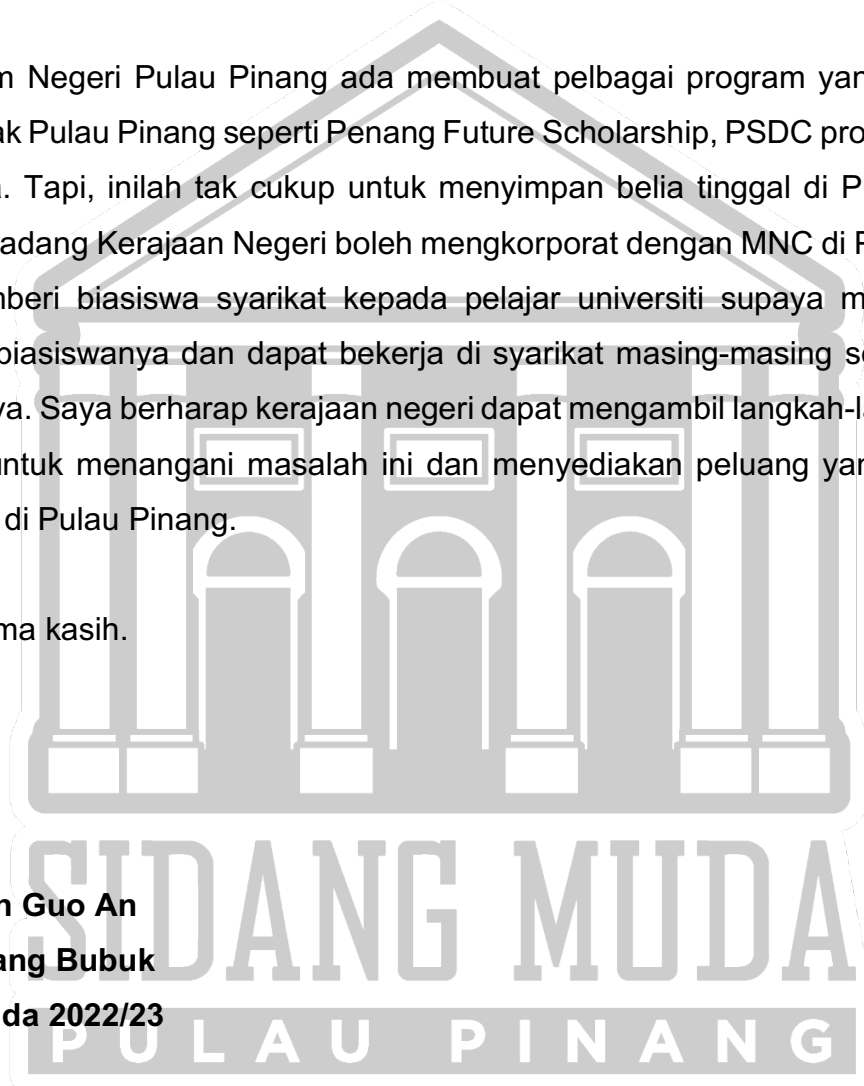 m Negeri Pulau Pinang ada membuat pelbagai program yan
ak Pulau Pinang seperti Penang Future Scholarship, PSDC pro
a. Tapi, inilah tak cukup untuk menyimpan belia tinggal di P
adang Kerajaan Negeri boleh mengkorporat dengan MNC di P
mberi biasiswa syarikat kepada pelajar universiti supaya m
biasiswanya dan dapat bekerja di syarikat masing-masing se
ya. Saya berharap kerajaan negeri dapat mengambil langkah-la
untuk menangani masalah ini dan menyediakan peluang yan
di Pulau Pinang.
ma kasih.
n Guo An
ang Bubuk
da 2022/23
SIDANG MUDA
PULAU PINANG